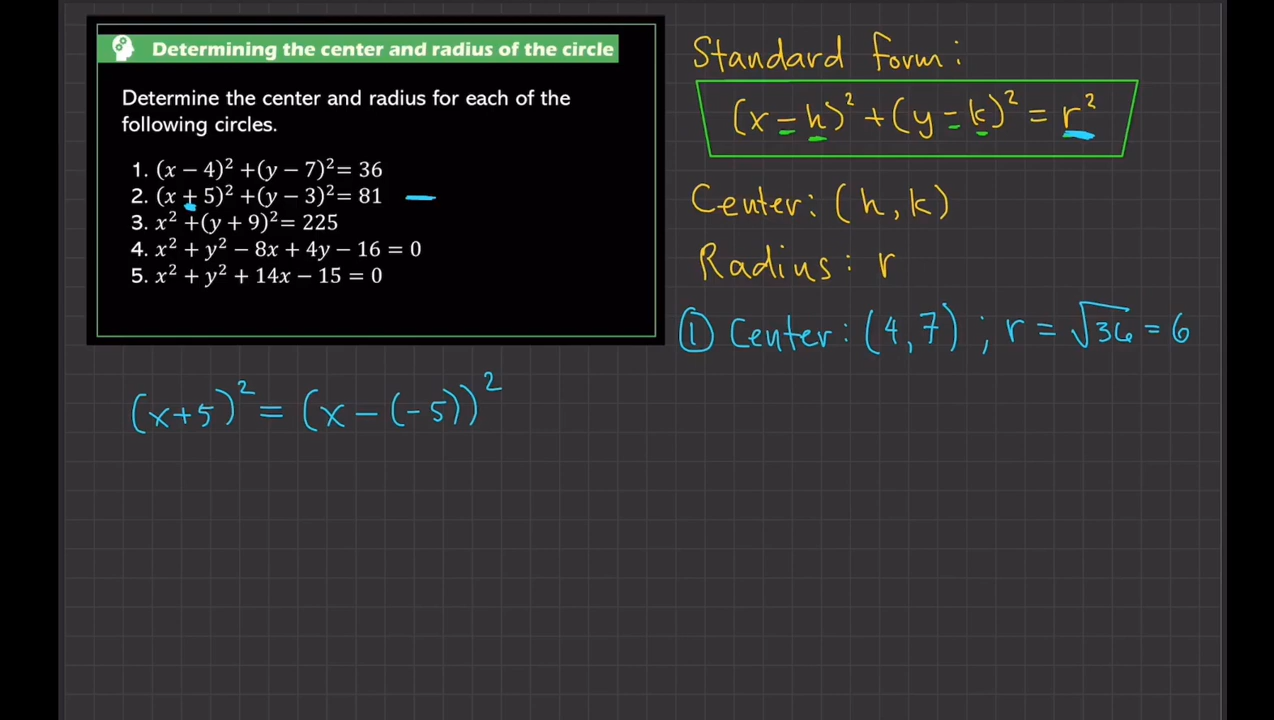 Determining the center and radius of the circle
Determine the center and radius for each of the
following circles.
1. (x − 4)² +(y − 7)²= 36
2. (x + 5)² +(y − 3)²= 81
3. x² +(y + 9)²= 225
4. x² + y² − 8x + 4y − 16 = 0
5. x² + y² + 14x − 15 = 0
Standard form:
(x − h)² + (y − k)² = r²
Center: (h, k)
Radius: r
① Center: (4, 7) ; r = √36 = 6
(x+5)² = (x − (−5))²